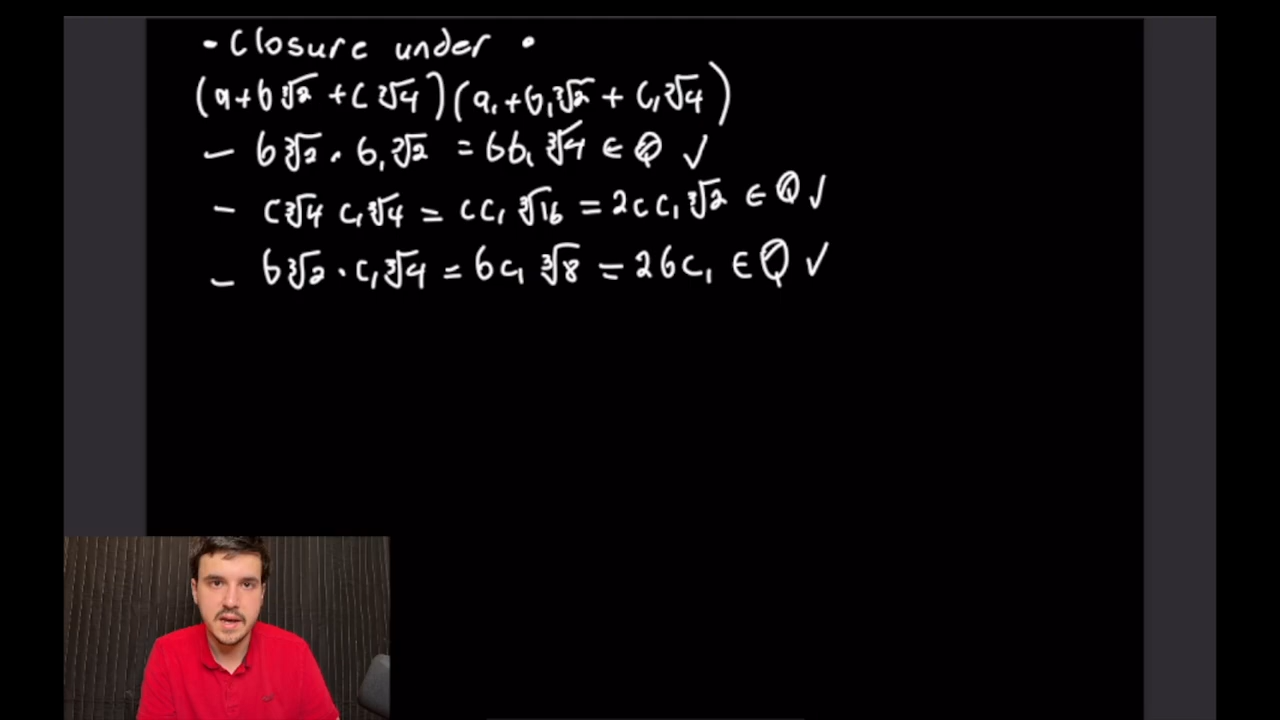 • Closure under •
(a+b∛2 + c∛4)(a₁+b₁∛2 + c₁∛4)
– b∛2 · b₁∛2 = bb₁ ∛4 ∈ Q ✓
– c∛4 c₁∛4 = cc₁ ∛16 = 2cc₁ ∛2 ∈ Q ✓
– b∛2 · c₁∛4 = bc₁ ∛8 = 2bc₁ ∈ Q ✓